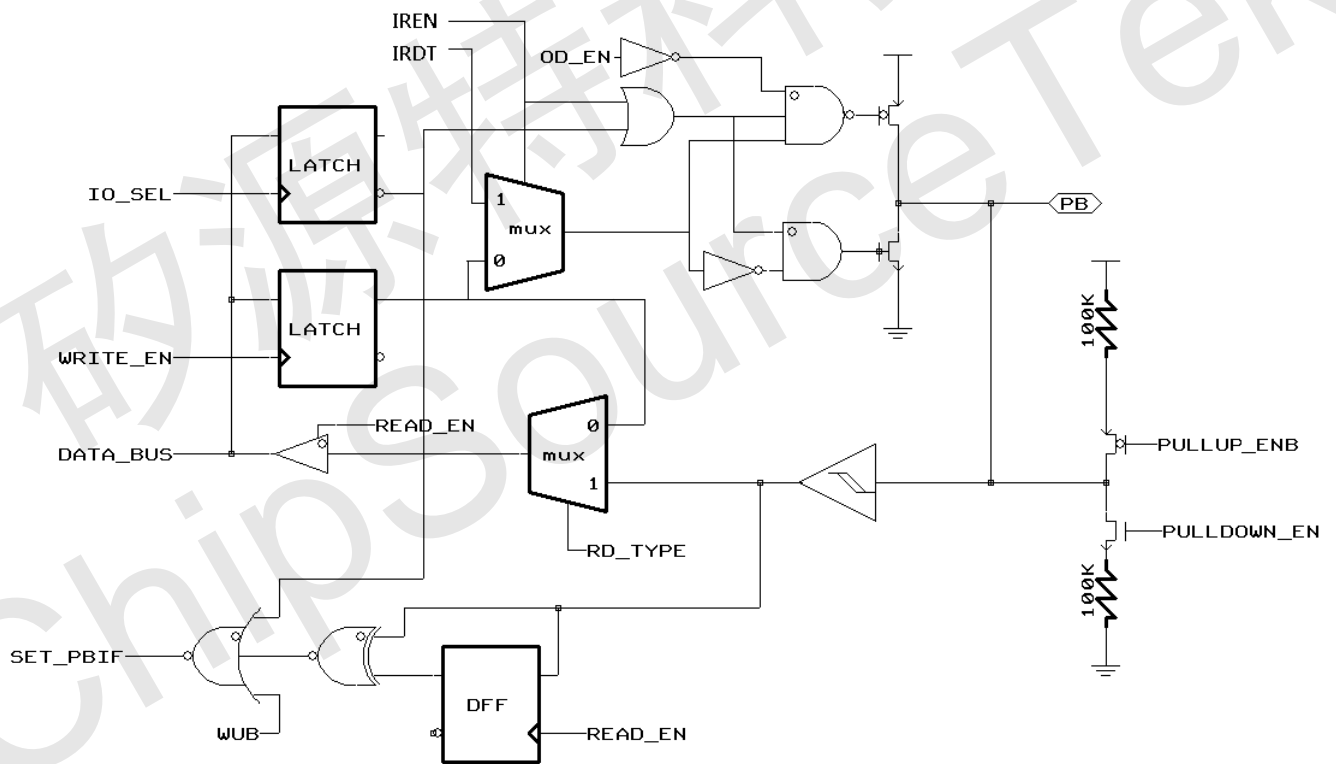 IREN
IRDT
OD_EN
LATCH
IO_SEL
1
mux
0
PB
LATCH
WRITE_EN
100K
READ_EN
0
DATA_BUS
mux
PULLUP_ENB
1
PULLDOWN_EN
RD_TYPE
100K
SET_PBIF
DFF
WUB
READ_EN
矽源特科
ChipSourceTek